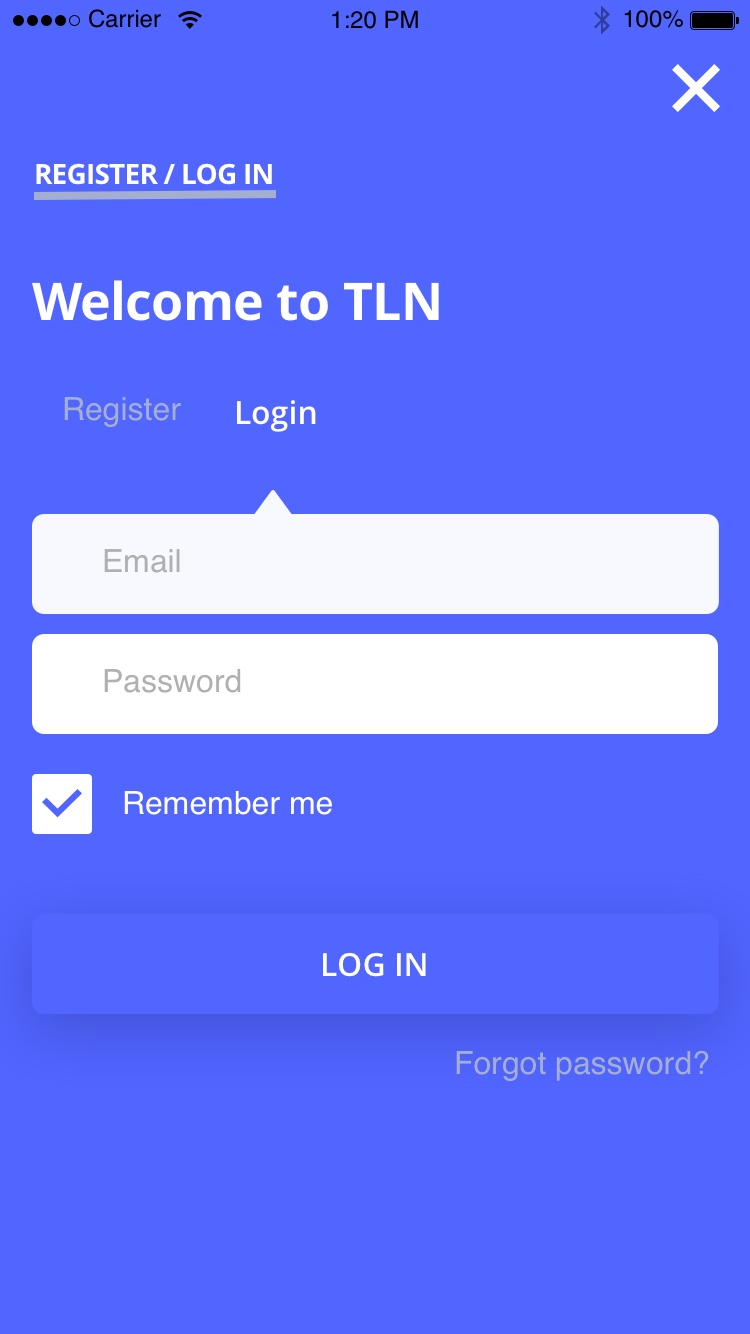 Carrier 1:20 PM 100%
REGISTER / LOG IN
Welcome to TLN
Register Login
Email
Password
Remember me
LOG IN
Forgot password?